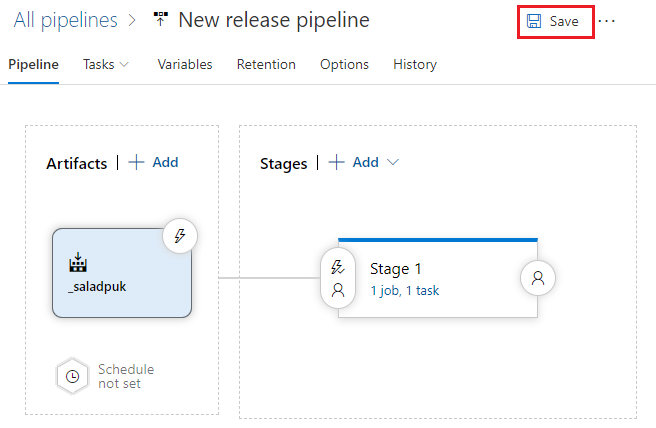 All pipelines > New release pipeline
Save ...
Pipeline Tasks Variables Retention Options History
Artifacts | + Add
Stages | + Add
_saladpuk
Stage 1
1 job, 1 task
Schedule
not set